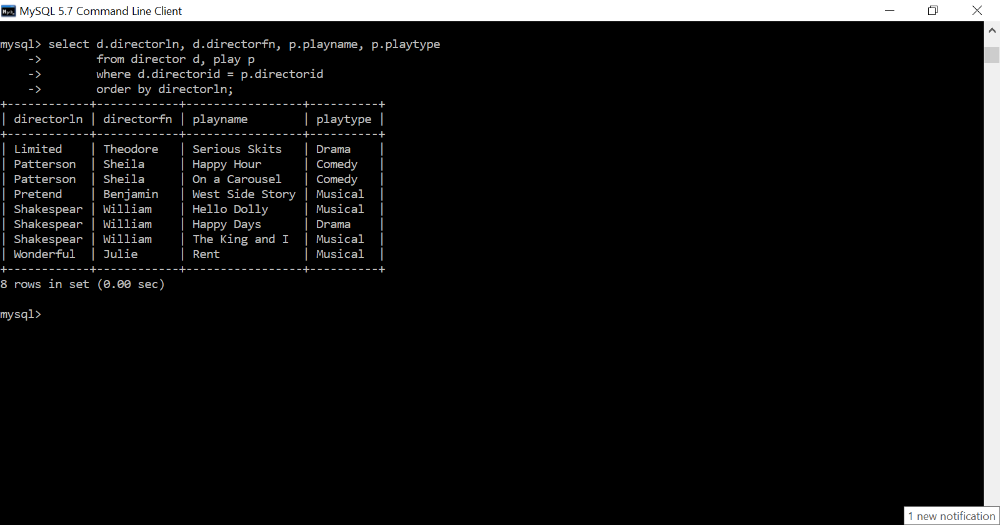 MySQL 5.7 Command Line Client
mysql> select d.directorln, d.directorfn, p.playname, p.playtype
    ->        from director d, play p
    ->        where d.directorid = p.directorid
    ->        order by directorln;
+------------+------------+-----------------+----------+
| directorln | directorfn | playname        | playtype |
+------------+------------+-----------------+----------+
| Limited    | Theodore   | Serious Skits   | Drama    |
| Patterson  | Sheila     | Happy Hour      | Comedy   |
| Patterson  | Sheila     | On a Carousel   | Comedy   |
| Pretend    | Benjamin   | West Side Story | Musical  |
| Shakespear | William    | Hello Dolly     | Musical  |
| Shakespear | William    | Happy Days      | Drama    |
| Shakespear | William    | The King and I  | Musical  |
| Wonderful  | Julie      | Rent            | Musical  |
+------------+------------+-----------------+----------+
8 rows in set (0.00 sec)
mysql>
1 new notification